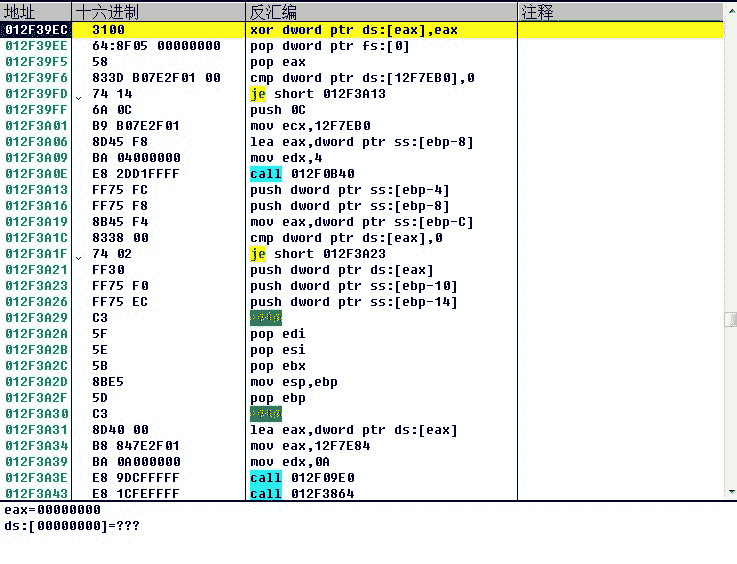 地址 十六进制 反汇编 注释
012F39EC 3100 xor dword ptr ds:[eax],eax
012F39EE 64:8F05 00000000 pop dword ptr fs:[0]
012F39F5 58 pop eax
012F39F6 833D B07E2F01 00 cmp dword ptr ds:[12F7EB0],0
012F39FD 74 14 je short 012F3A13
012F39FF 6A 0C push 0C
012F3A01 B9 B07E2F01 mov ecx,12F7EB0
012F3A06 8D45 F8 lea eax,dword ptr ss:[ebp-8]
012F3A09 BA 04000000 mov edx,4
012F3A0E E8 2DD1FFFF call 012F0B40
012F3A13 FF75 FC push dword ptr ss:[ebp-4]
012F3A16 FF75 F8 push dword ptr ss:[ebp-8]
012F3A19 8B45 F4 mov eax,dword ptr ss:[ebp-C]
012F3A1C 8338 00 cmp dword ptr ds:[eax],0
012F3A1F 74 02 je short 012F3A23
012F3A21 FF30 push dword ptr ds:[eax]
012F3A23 FF75 F0 push dword ptr ss:[ebp-10]
012F3A26 FF75 EC push dword ptr ss:[ebp-14]
012F3A29 C3
012F3A2A 5F pop edi
012F3A2B 5E pop esi
012F3A2C 5B pop ebx
012F3A2D 8BE5 mov esp,ebp
012F3A2F 5D pop ebp
012F3A30 C3
012F3A31 8D40 00 lea eax,dword ptr ds:[eax]
012F3A34 B8 847E2F01 mov eax,12F7E84
012F3A39 BA 0A000000 mov edx,0A
012F3A3E E8 9DCFFFFF call 012F09E0
012F3A43 E8 1CFEFFFF call 012F3864
eax=00000000
ds:[00000000]=???